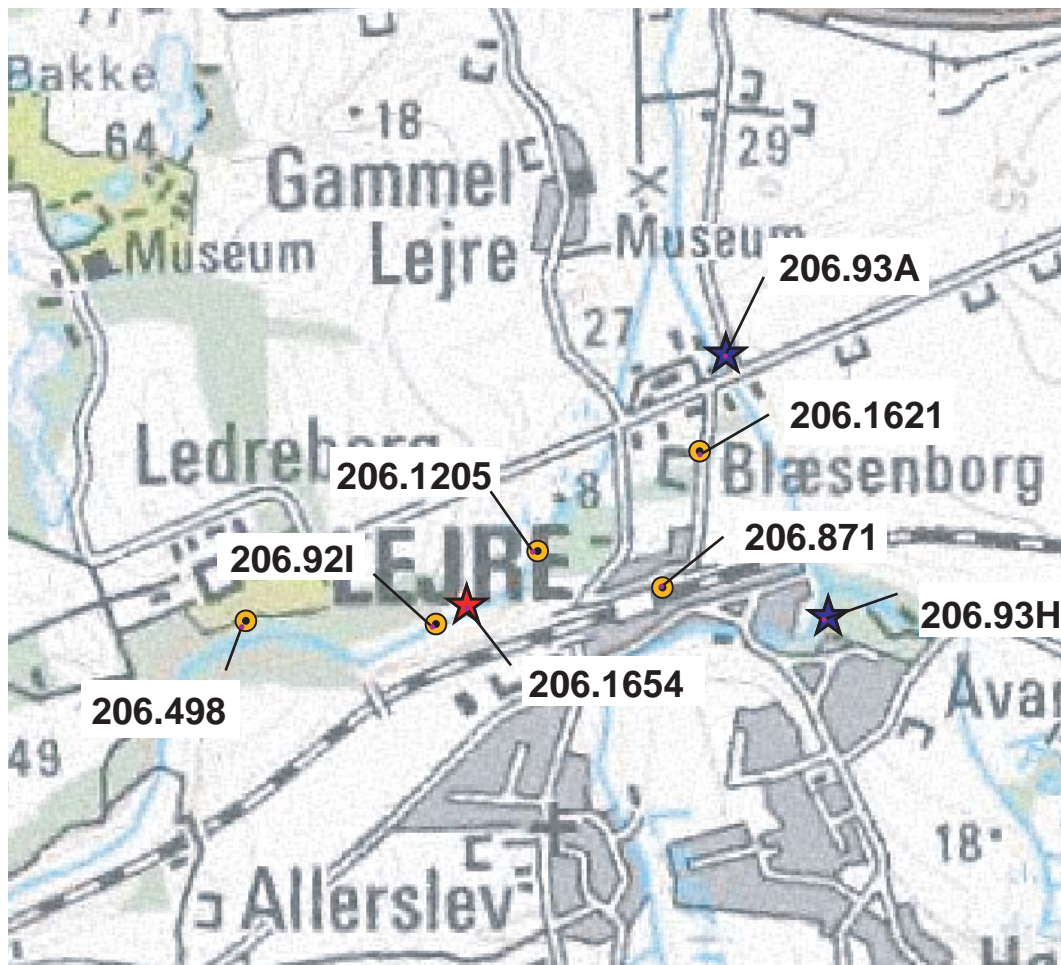 Bakke
64
18
29
25
Gammel
Lejre
Museum
Museum
206.93A
27
206.1621
Ledreborg
206.1205
8
Blæsenborg
LEJRE
206.92I
206.871
206.93H
206.1654
206.498
49
Allerslev
18